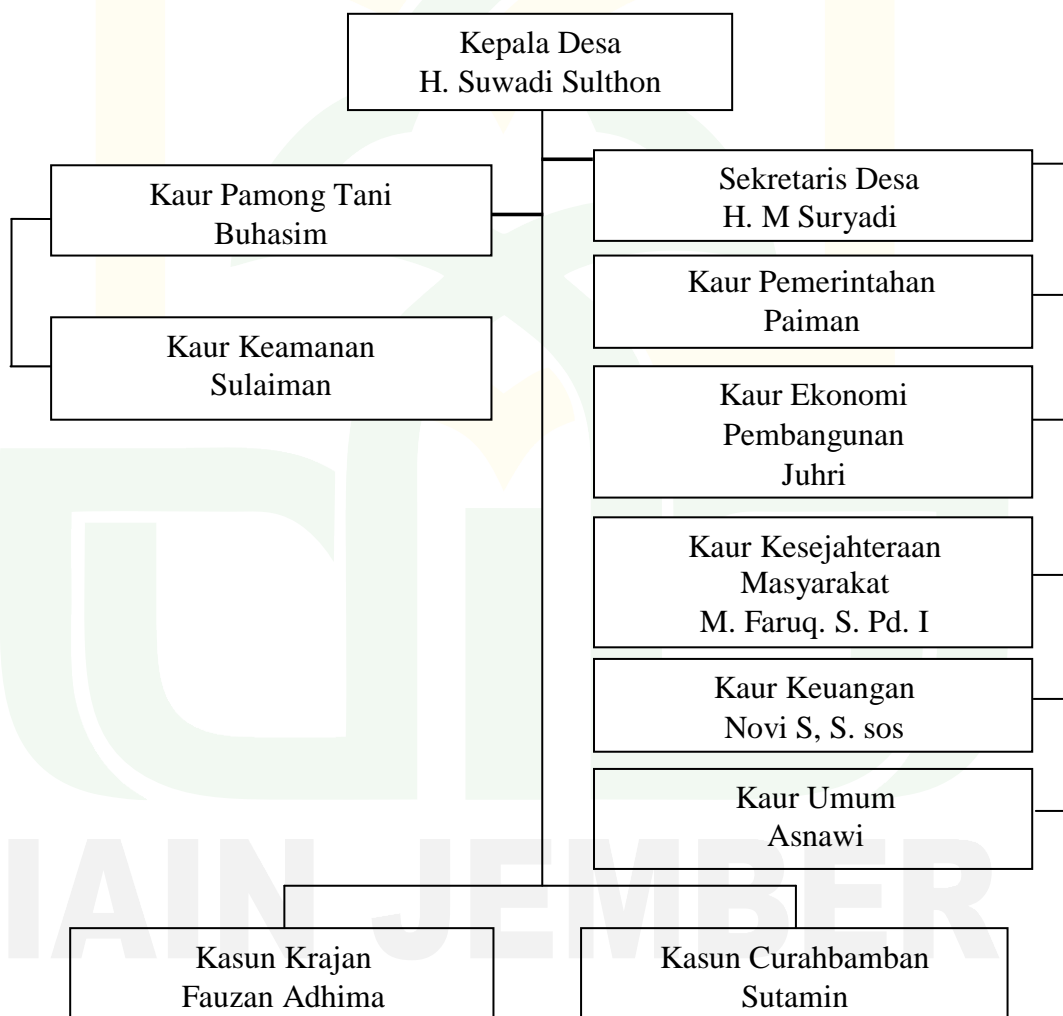 Kepala Desa
H. Suwadi Sulthon
Kaur Pamong Tani
Buhasim
Sekretaris Desa
H. M Suryadi
Kaur Pemerintahan
Paiman
Kaur Keamanan
Sulaiman
Kaur Ekonomi
Pembangunan
Juhri
Kaur Kesejahteraan
Masyarakat
M. Faruq. S. Pd. I
Kaur Keuangan
Novi S, S. sos
Kaur Umum
Asnawi
IAIN JEMBER
Kasun Krajan
Fauzan Adhima
Kasun Curahbamban
Sutamin